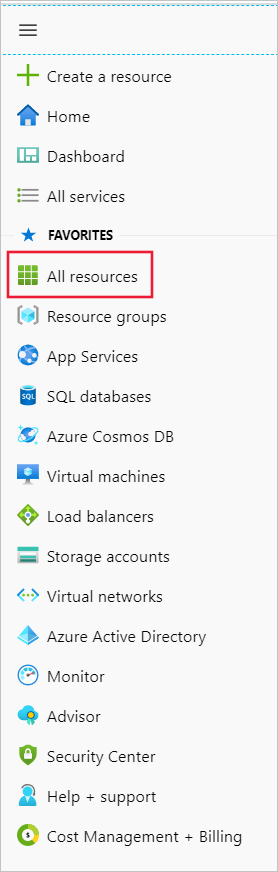 Create a resource
Home
Dashboard
All services
FAVORITES
All resources
Resource groups
App Services
SQL databases
Azure Cosmos DB
Virtual machines
Load balancers
Storage accounts
Virtual networks
Azure Active Directory
Monitor
Advisor
Security Center
Help + support
Cost Management + Billing